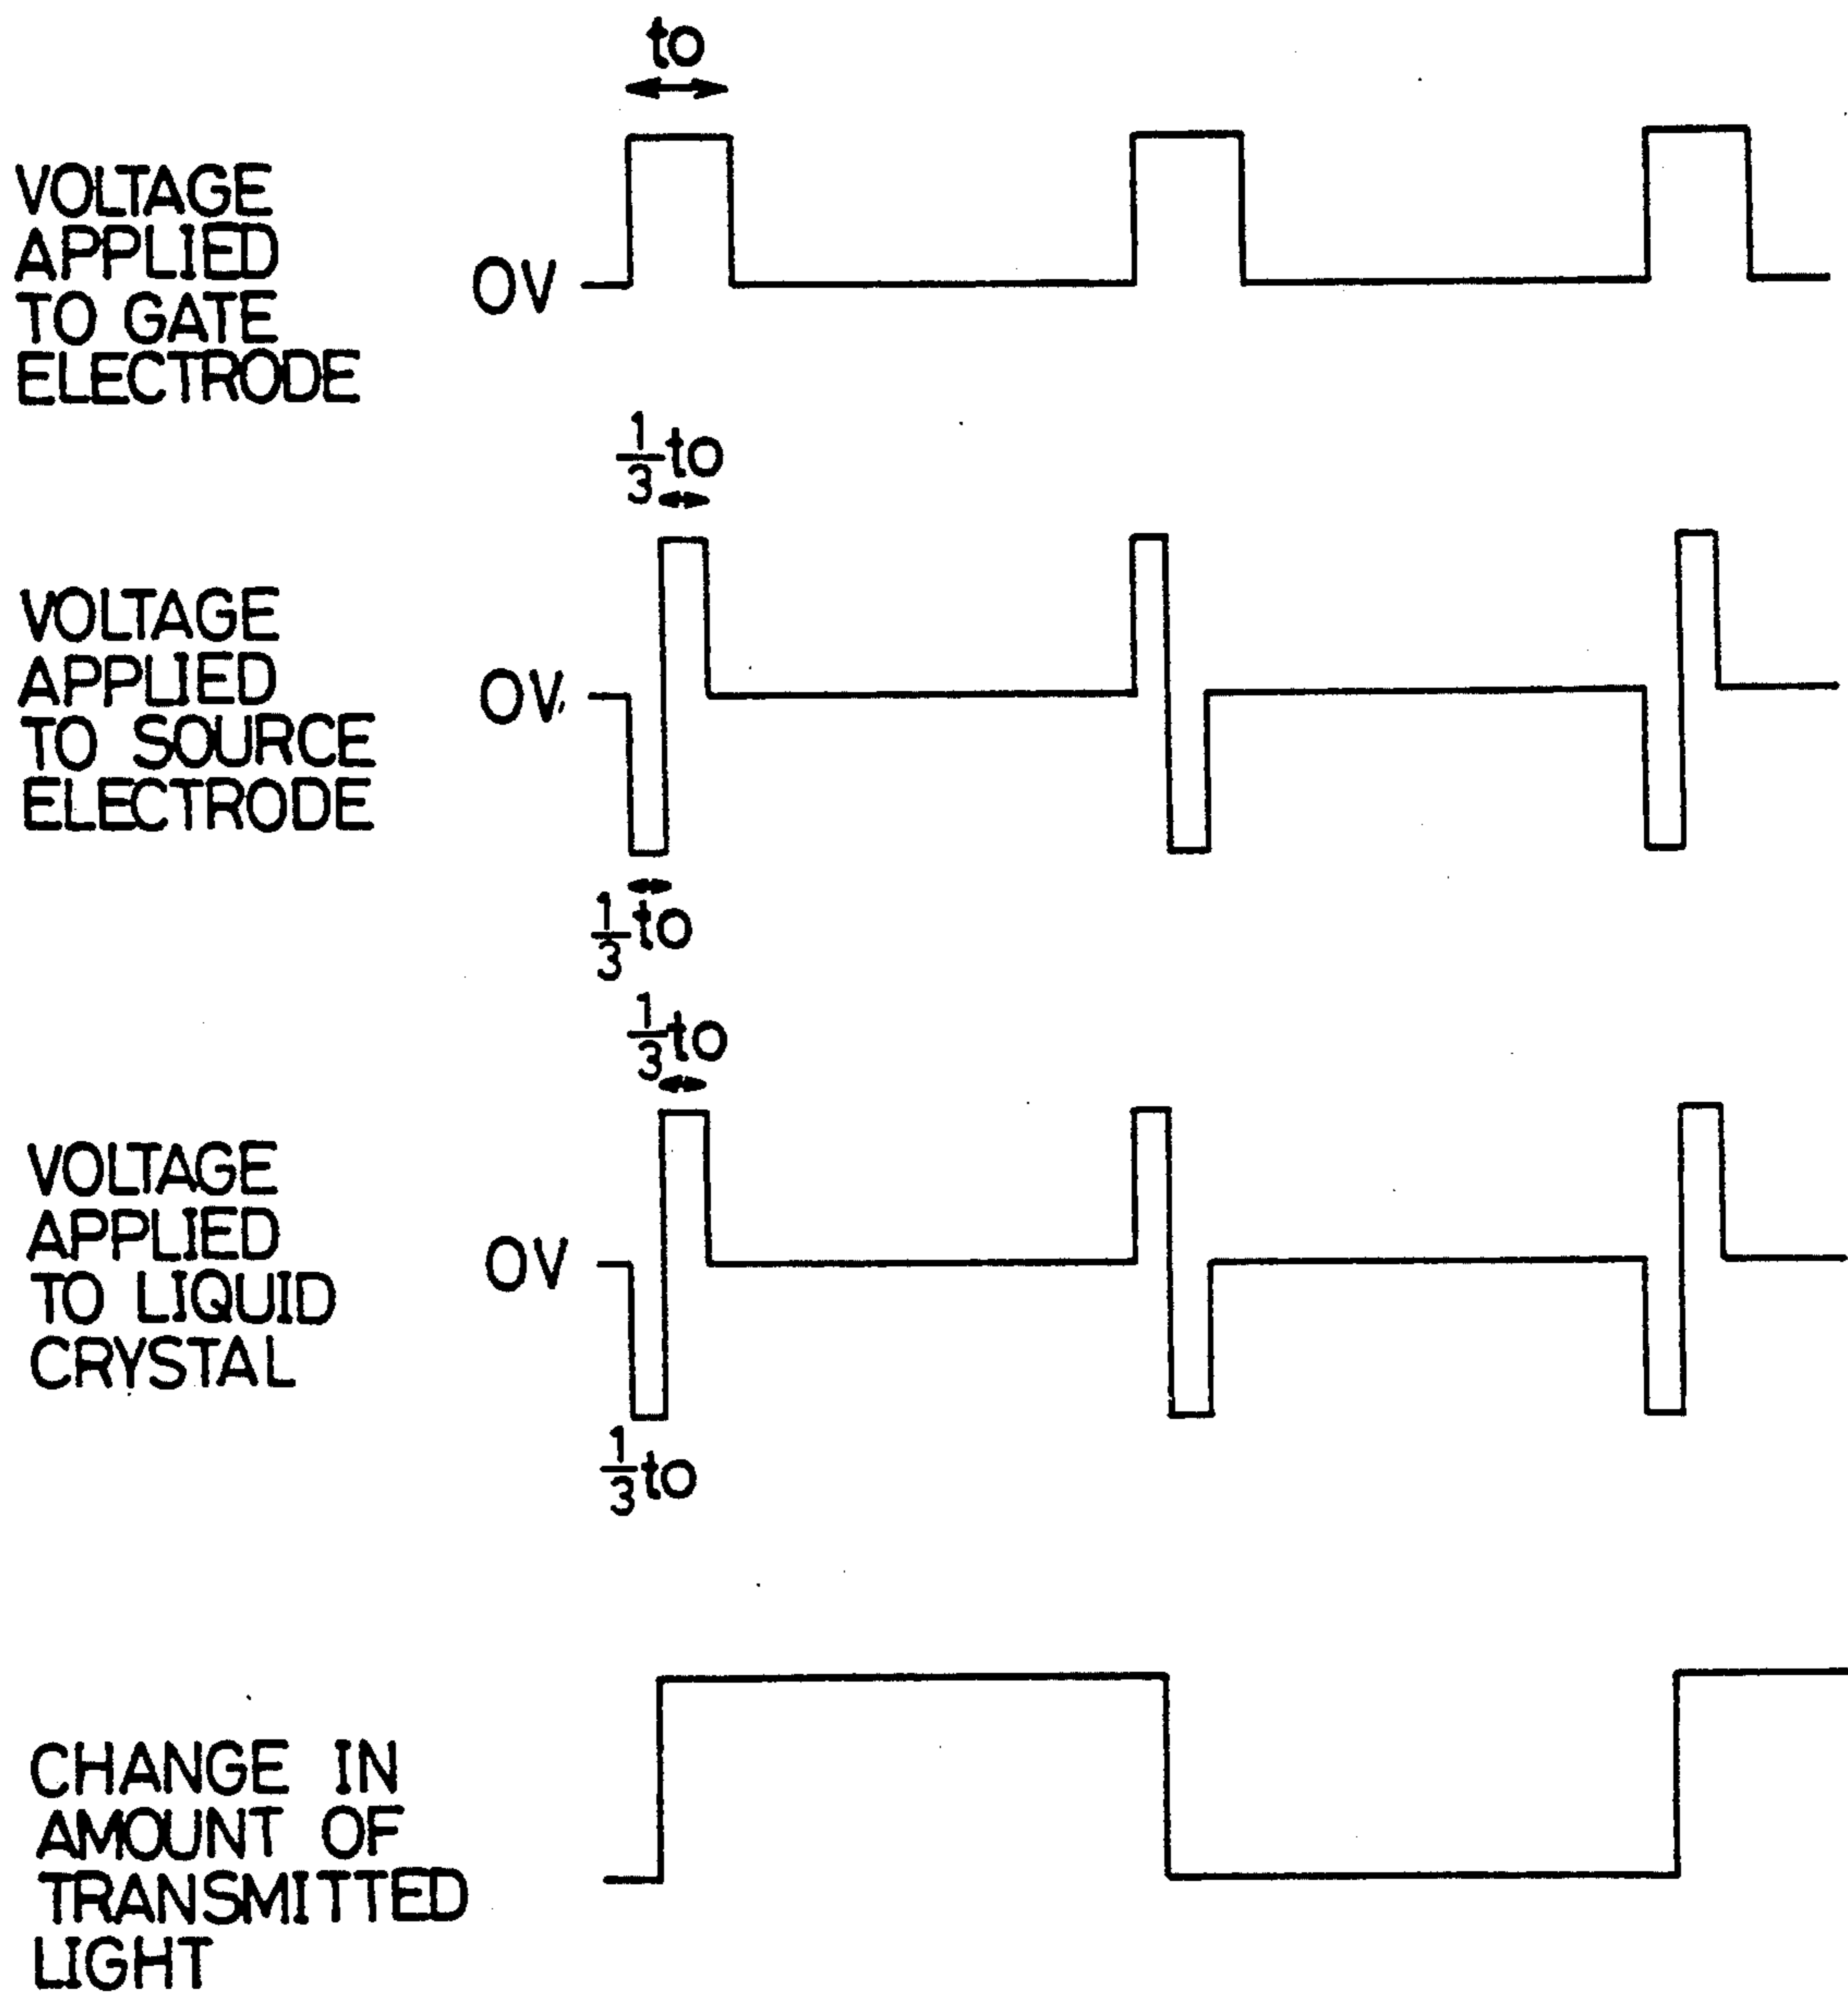 to
VOLTAGE
APPLIED
TO GATE
ELECTRODE
0V
1/3 to
VOLTAGE
APPLIED
TO SOURCE
ELECTRODE
0V
1/3 to
1/3 to
VOLTAGE
APPLIED
TO LIQUID
CRYSTAL
0V
1/3 to
CHANGE IN
AMOUNT OF
TRANSMITTED
LIGHT